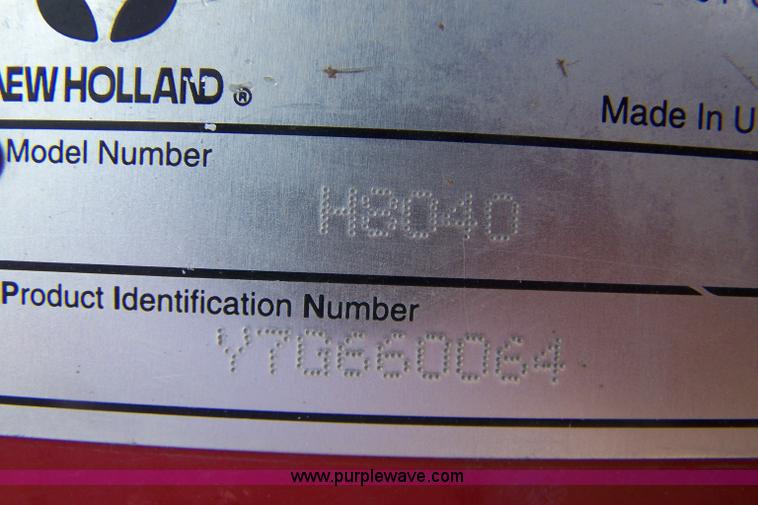 NEW HOLLAND ®
Made In U
Model Number
H8040
Product Identification Number
Y7G660064
www.purplewave.com